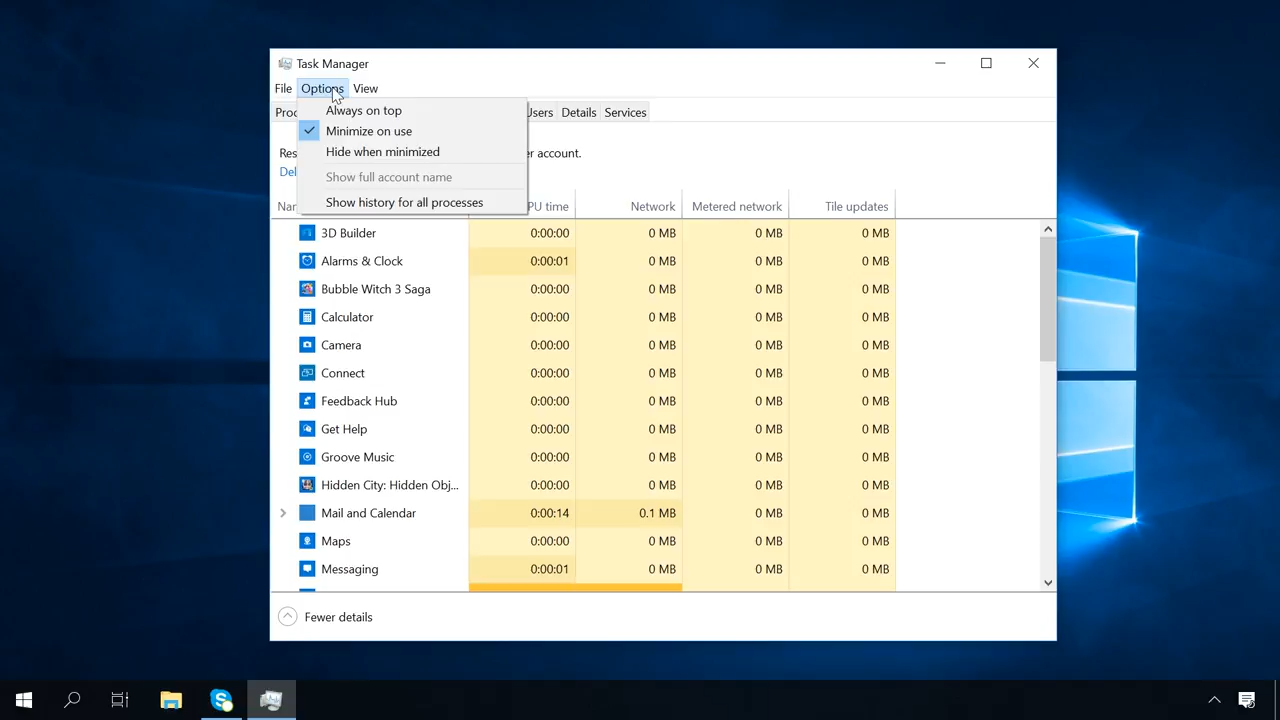 Task Manager
File Options View
Always on top
Minimize on use
Hide when minimized
Show full account name
Show history for all processes
Details Services
account.
Network Metered network Tile updates
3D Builder 0:00:00 0 MB 0 MB 0 MB
Alarms & Clock 0:00:01 0 MB 0 MB 0 MB
Bubble Witch 3 Saga 0:00:00 0 MB 0 MB 0 MB
Calculator 0:00:00 0 MB 0 MB 0 MB
Camera 0:00:00 0 MB 0 MB 0 MB
Connect 0:00:00 0 MB 0 MB 0 MB
Feedback Hub 0:00:00 0 MB 0 MB 0 MB
Get Help 0:00:00 0 MB 0 MB 0 MB
Groove Music 0:00:00 0 MB 0 MB 0 MB
Hidden City: Hidden Obj... 0:00:00 0 MB 0 MB 0 MB
Mail and Calendar 0:00:14 0.1 MB 0 MB 0 MB
Maps 0:00:00 0 MB 0 MB 0 MB
Messaging 0:00:01 0 MB 0 MB 0 MB
Fewer details